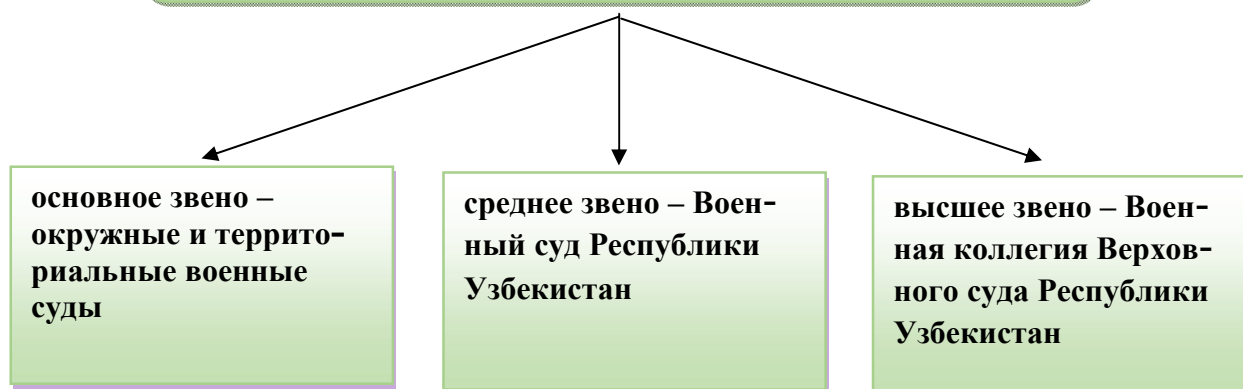 основное звено –
окружные и террито-
риальные военные
суды
среднее звено – Воен-
ный суд Республики
Узбекистан
высшее звено – Воен-
ная коллегия Верхов-
ного суда Республики
Узбекистан